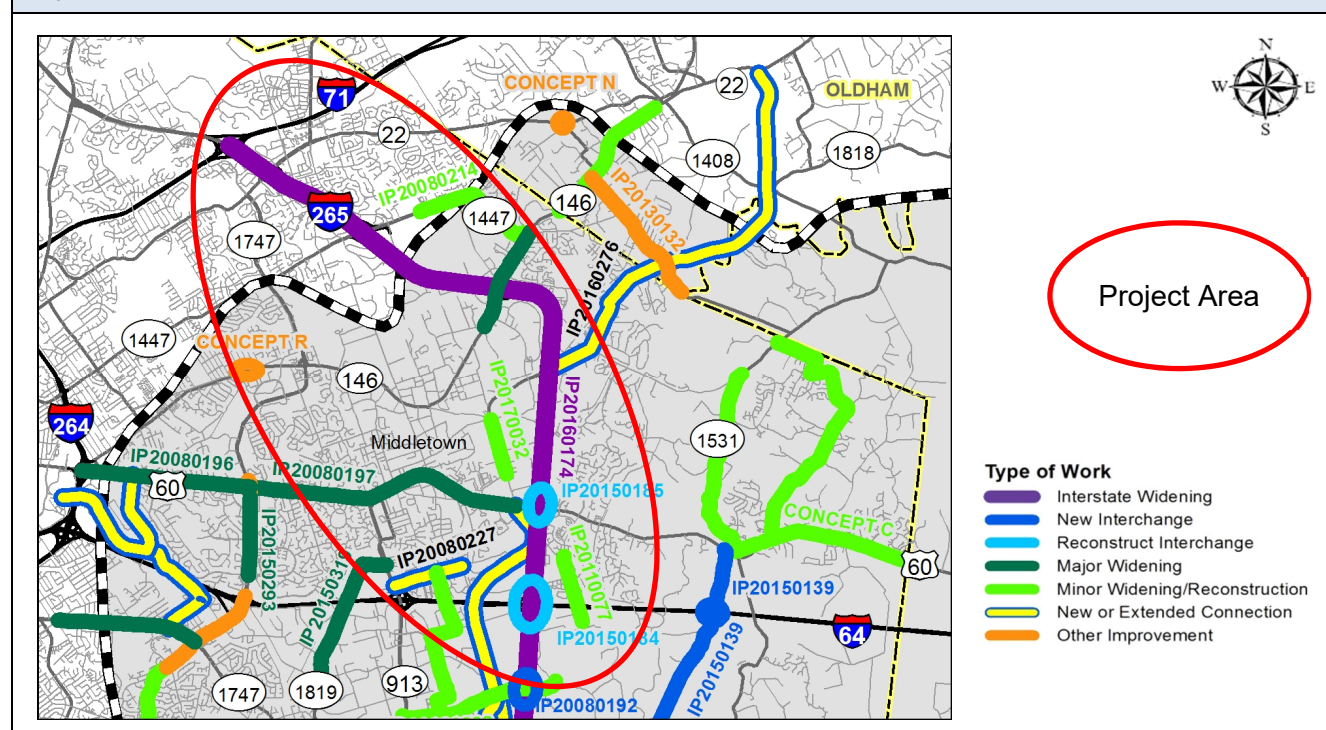 N
W
E
S
71
CONCEPT N
22
OLDHAM
22
1408
1818
IP20080214
146
IP20130132
265
1447
1747
IP20160276
Project Area
1447
CONCEPT R
146
264
Middletown
IP20170032
IP20160174
1531
IP20080196
60
IP20080197
IP20150185
CONCEPT C
60
Type of Work
Interstate Widening
New Interchange
Reconstruct Interchange
Major Widening
Minor Widening/Reconstruction
New or Extended Connection
Other Improvement
IP20150293
IP20080227
IP20110077
IP20150139
IP20150184
64
IP20150139
1747
1819
913
IP20080192